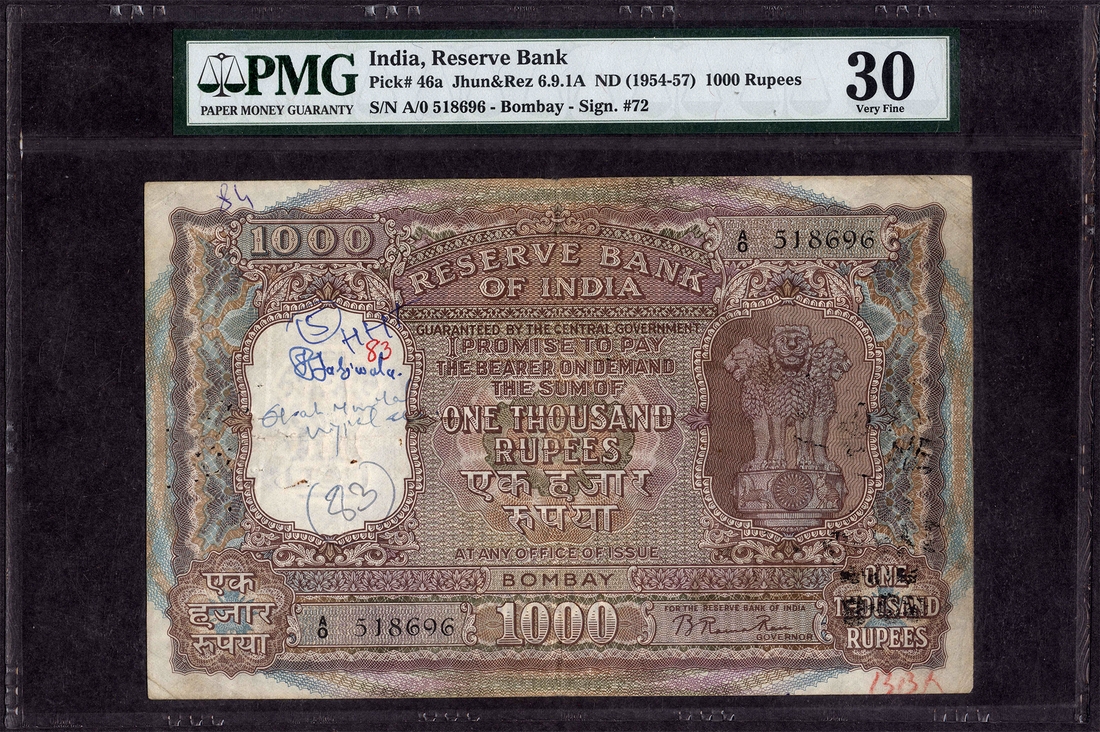 PMG
PAPER MONEY GUARANTY
India, Reserve Bank
Pick# 46a Jhun&Rez 6.9.1A ND (1954-57) 1000 Rupees
S/N A/0 518696 - Bombay - Sign. #72
30
Very Fine
84
1000
A/0 518696
RESERVE BANK
OF INDIA
GUARANTEED BY THE CENTRAL GOVERNMENT
I PROMISE TO PAY
THE BEARER ON DEMAND
THE SUM OF
ONE THOUSAND
RUPEES
एक हजार
रुपया
AT ANY OFFICE OF ISSUE
BOMBAY
83
(83)
एक
हजार
रुपया
A/0 518696
1000
FOR THE RESERVE BANK OF INDIA
B Rama Rau
GOVERNOR
ONE
THOUSAND
RUPEES